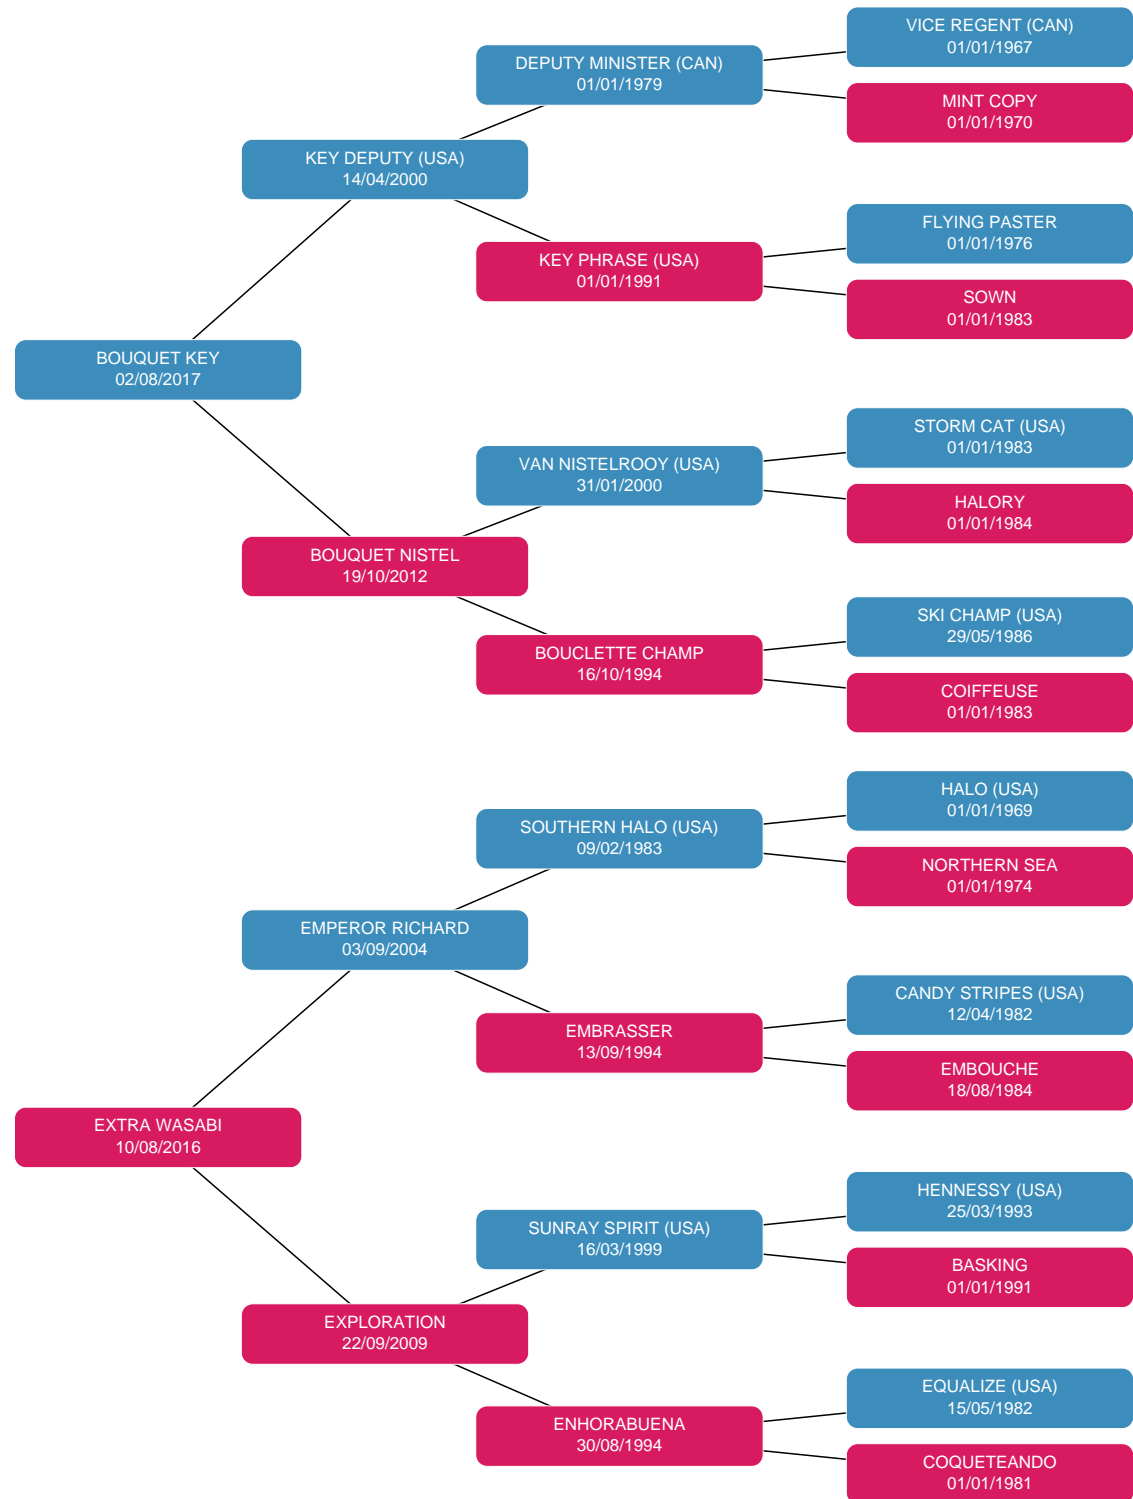 VICE REGENT (CAN)
01/01/1967
DEPUTY MINISTER (CAN)
01/01/1979
MINT COPY
01/01/1970
KEY DEPUTY (USA)
14/04/2000
FLYING PASTER
01/01/1976
KEY PHRASE (USA)
01/01/1991
SOWN
01/01/1983
BOUQUET KEY
02/08/2017
STORM CAT (USA)
01/01/1983
VAN NISTELROOY (USA)
31/01/2000
HALORY
01/01/1984
BOUQUET NISTEL
19/10/2012
SKI CHAMP (USA)
29/05/1986
BOUCLETTE CHAMP
16/10/1994
COIFFEUSE
01/01/1983
HALO (USA)
01/01/1969
SOUTHERN HALO (USA)
09/02/1983
NORTHERN SEA
01/01/1974
EMPEROR RICHARD
03/09/2004
CANDY STRIPES (USA)
12/04/1982
EMBRASSER
13/09/1994
EMBOUCHE
18/08/1984
EXTRA WASABI
10/08/2016
HENNESSY (USA)
25/03/1993
SUNRAY SPIRIT (USA)
16/03/1999
BASKING
01/01/1991
EXPLORATION
22/09/2009
EQUALIZE (USA)
15/05/1982
ENHORABUENA
30/08/1994
COQUETEANDO
01/01/1981